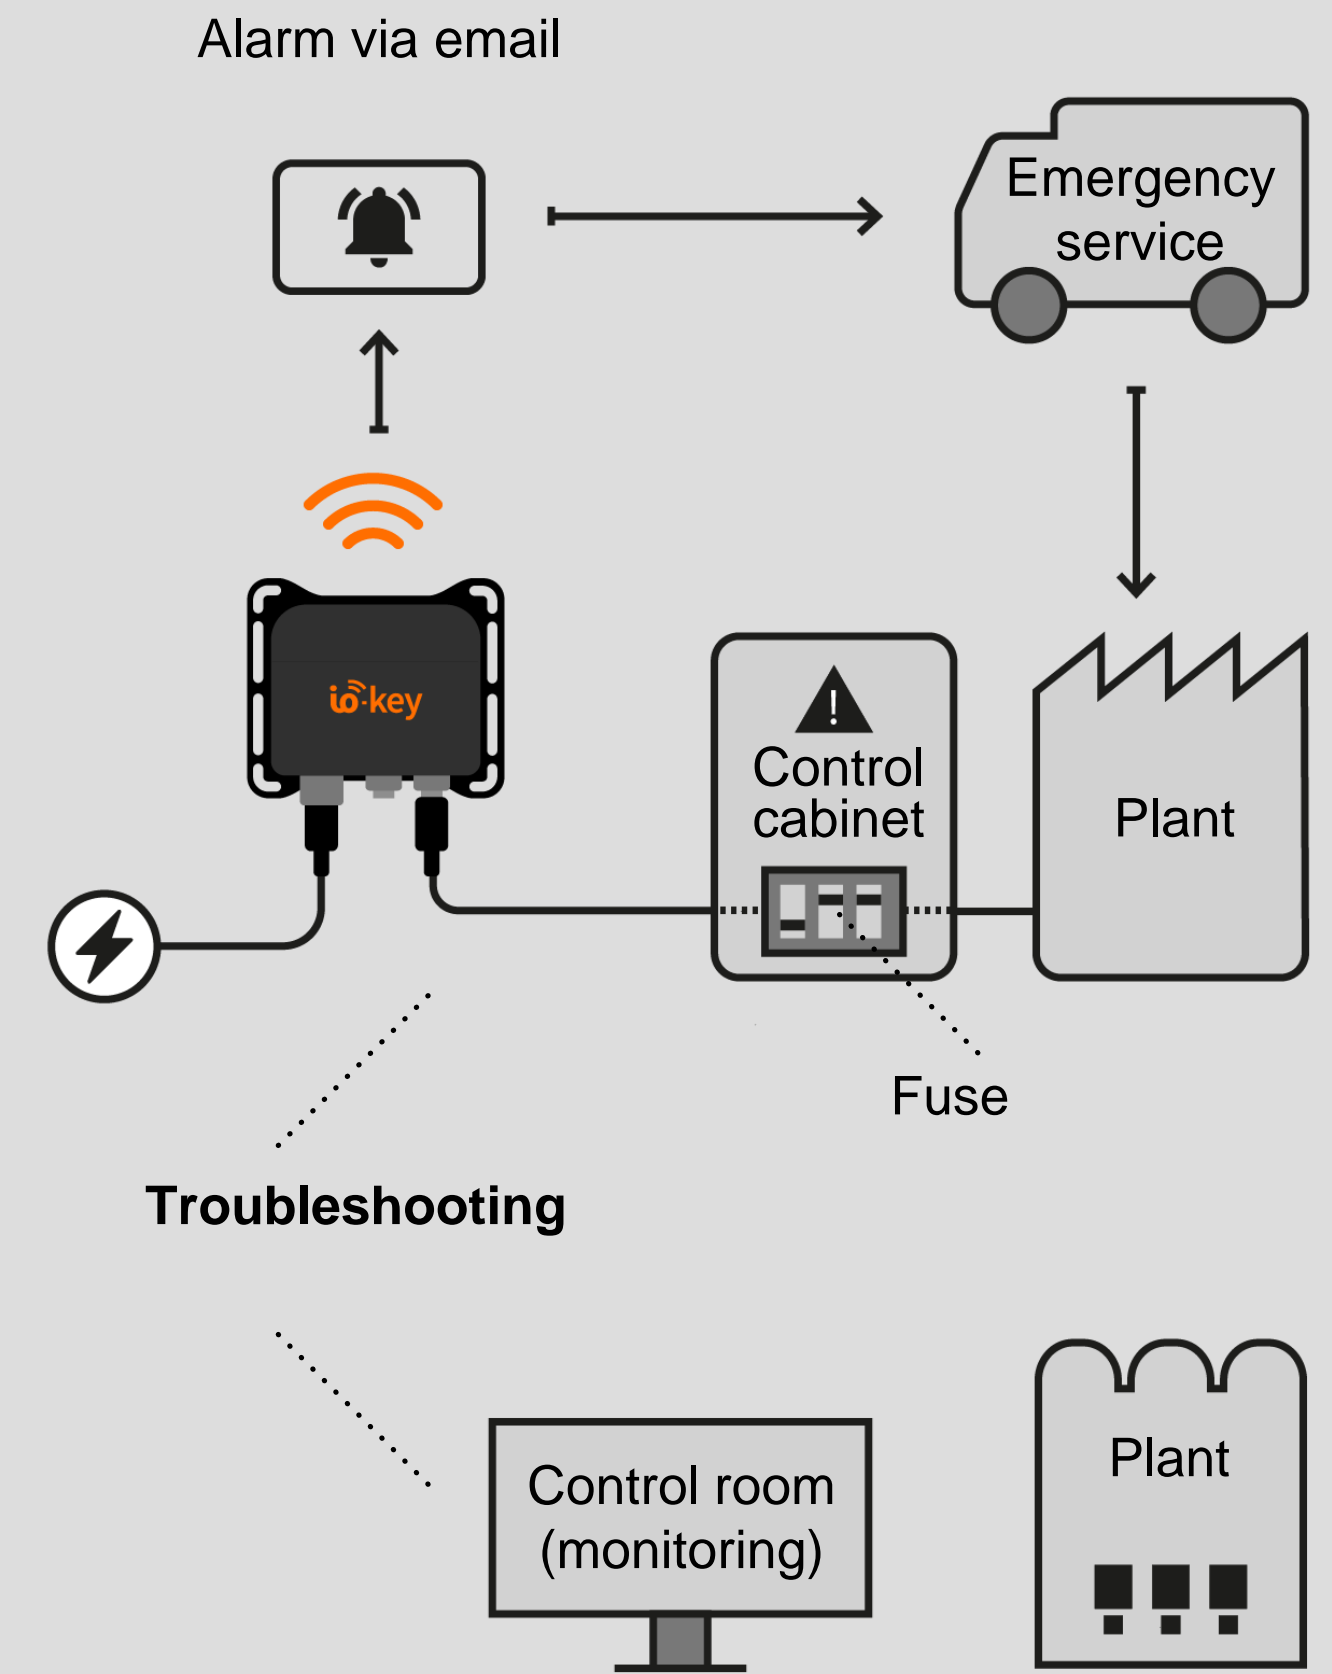 Alarm via email
Emergency
service
io-key
!
Control
cabinet
Plant
Fuse
Troubleshooting
Control room
(monitoring)
Plant